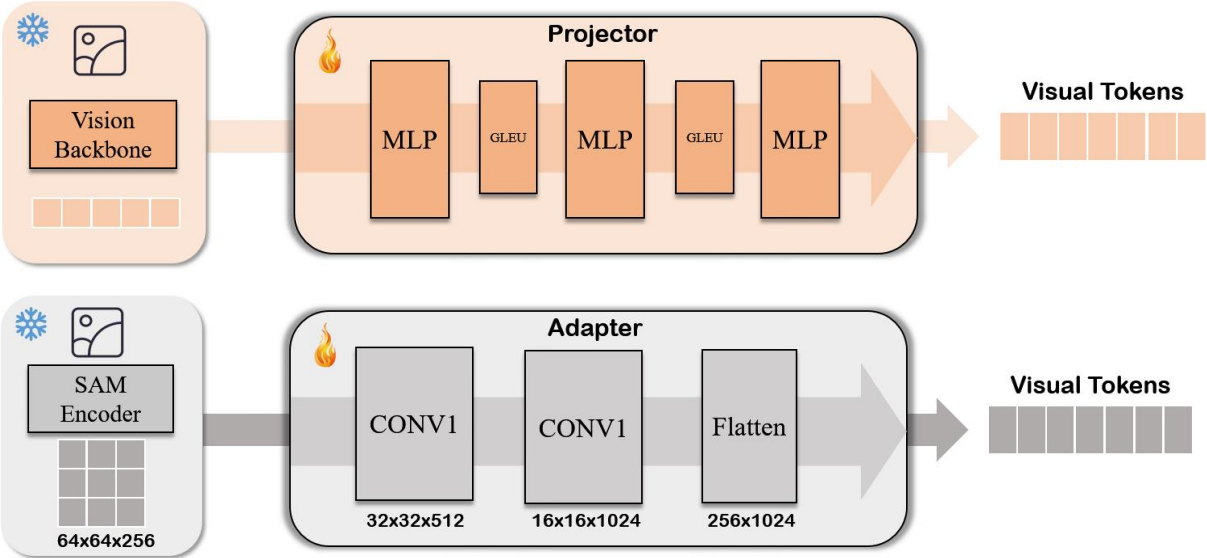 Projector
Vision
Backbone
MLP
GLEU
MLP
GLEU
MLP
Visual Tokens
Adapter
SAM
Encoder
64x64x256
CONV1
CONV1
Flatten
32x32x512
16x16x1024
256x1024
Visual Tokens